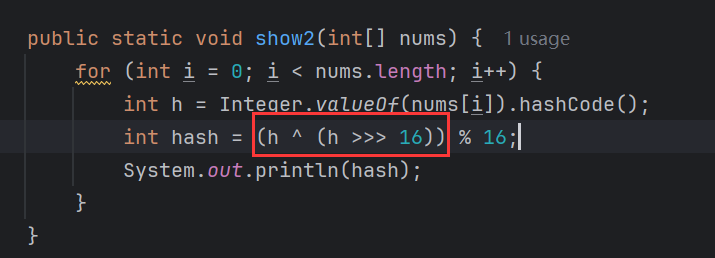 public static void show2(int[] nums) { 1 usage
for (int i = 0; i < nums.length; i++) {
int h = Integer.valueOf(nums[i]).hashCode();
int hash = (h ^ (h >>> 16)) % 16;
System.out.println(hash);
}
}